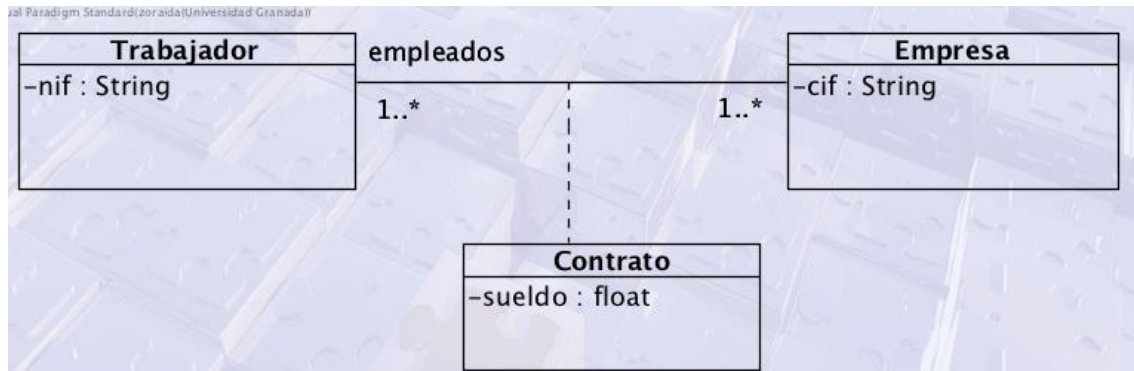 ual Paradigm Standard(zoraida(Universidad Granada))
Trabajador
-nif : String
empleados
1..*
1..*
Empresa
-cif : String
Contrato
-sueldo : float